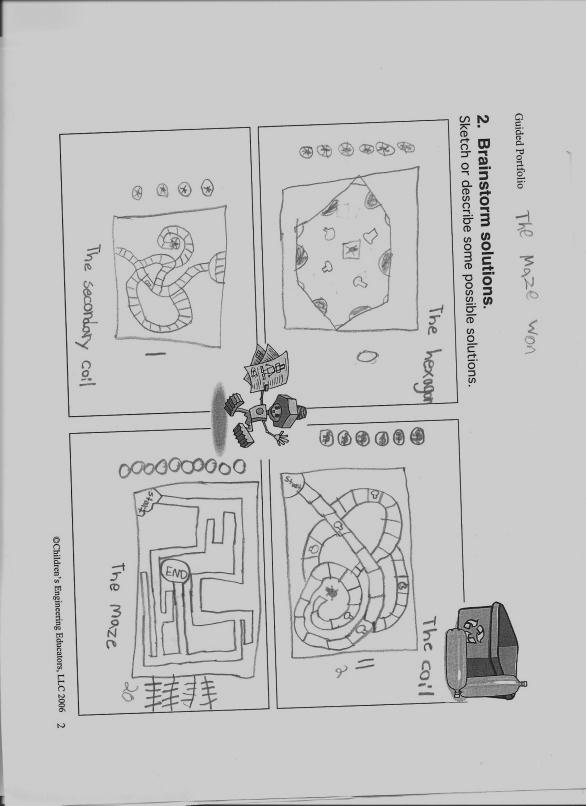 Guided Portfolio
The Maze won
2. Brainstorm solutions.
Sketch or describe some possible solutions.
The hexagon
0
The coil
2
start
The secondary coil
1
The maze
20
start
END
©Children's Engineering Educators, LLC 2006
2